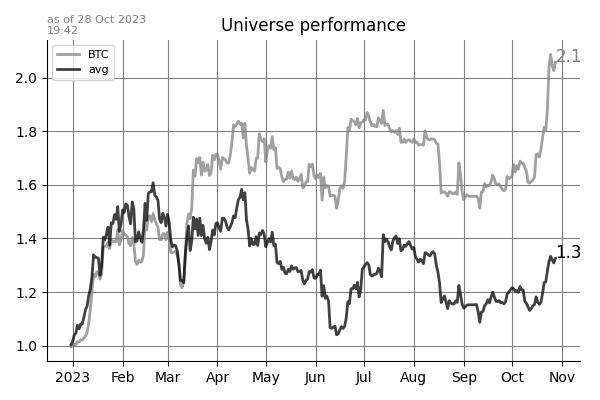 as of 28 Oct 2023
19:42
Universe performance
BTC
avg
2.1
2.0
1.8
1.6
1.4
1.3
1.2
1.0
2023 Feb Mar Apr May Jun Jul Aug Sep Oct Nov